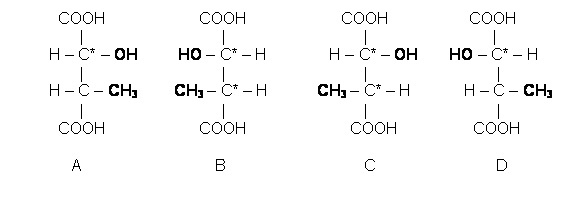 COOH COOH COOH COOH
H – C* – OH HO – C* – H H – C* – OH HO – C* – H
H – C – CH₃ CH₃ – C* – H CH₃ – C* – H H – C – CH₃
COOH COOH COOH COOH
A B C D